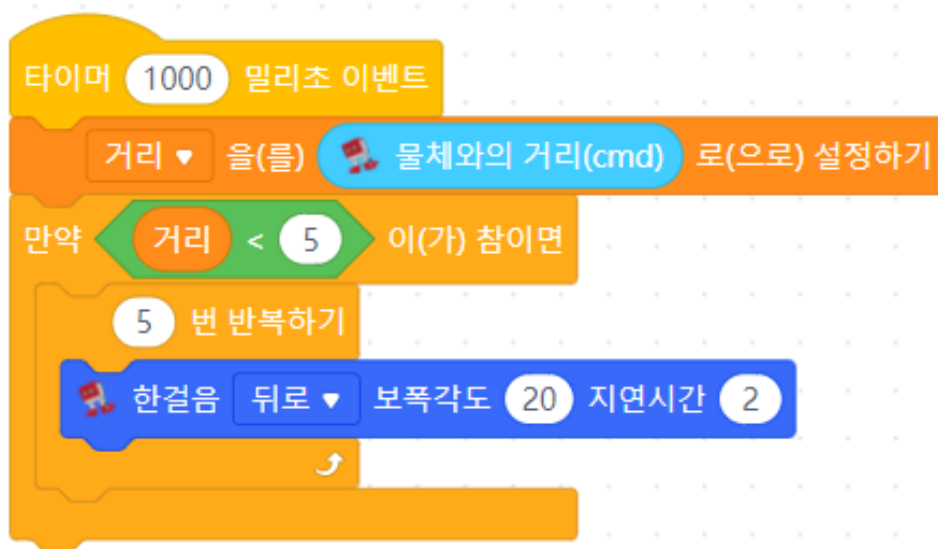 타이머 1000 밀리초 이벤트
거리 을(를) 물체와의 거리(cmd) 로(으로) 설정하기
만약 거리 < 5 이(가) 참이면
5 번 반복하기
한걸음 뒤로 보폭각도 20 지연시간 2